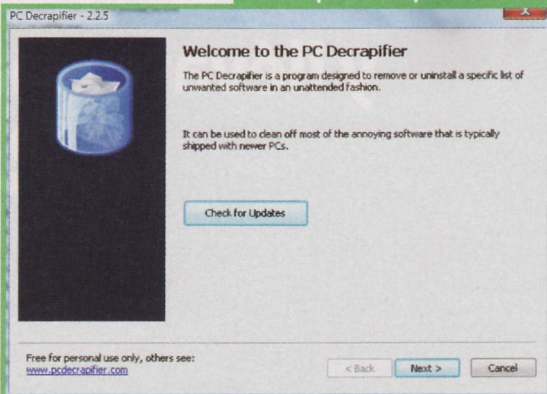 PC Decrapifier - 2.2.5
Welcome to the PC Decrapifier
The PC Decrapifier is a program designed to remove or uninstall a specific list of
unwanted software in an unattended fashion.
It can be used to clean off most of the annoying software that is typically
shipped with newer PCs.
Check for Updates
Free for personal use only, others see:
www.pcdecrapifier.com
< Back
Next >
Cancel